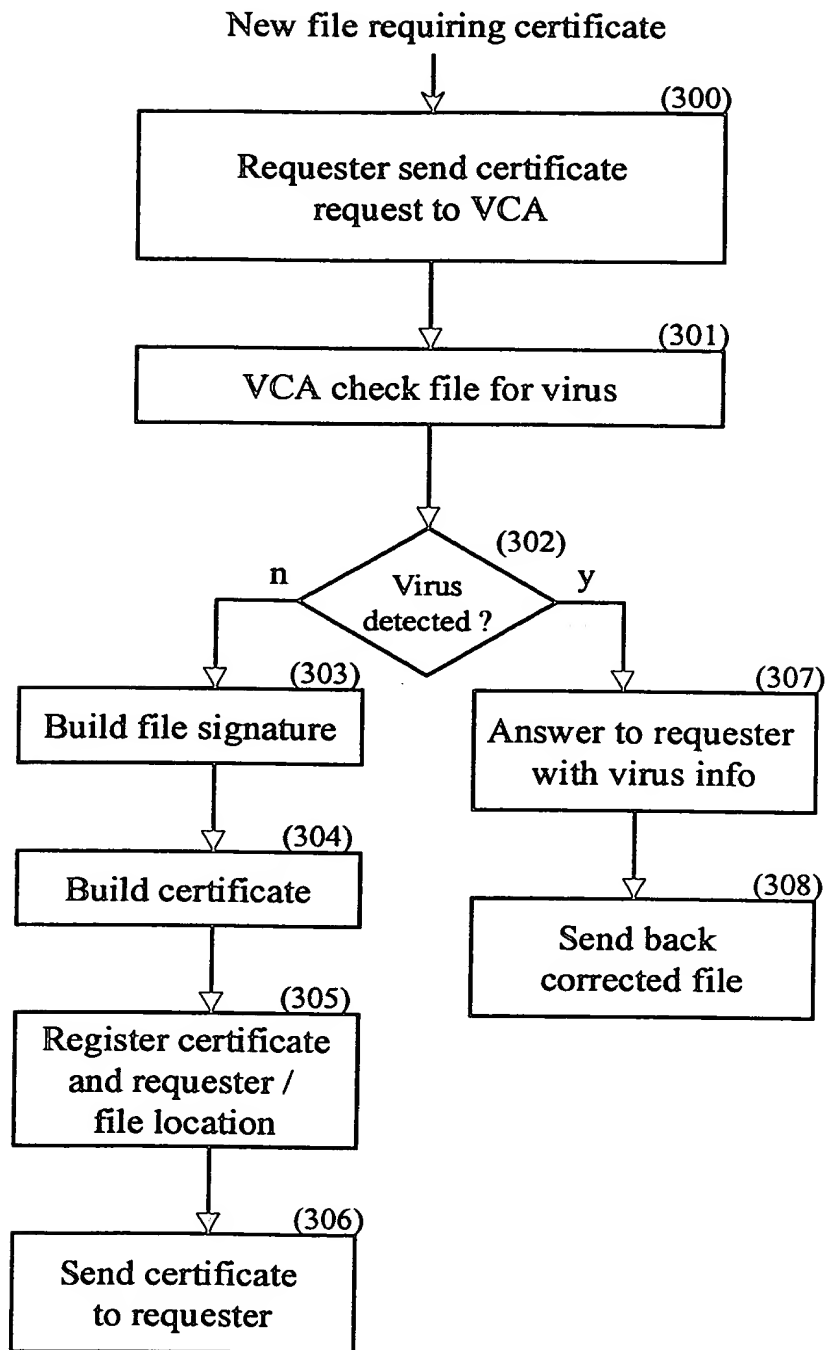 New file requiring certificate
(300)
Requester send certificate
request to VCA
(301)
VCA check file for virus
(302)
n
y
Virus
detected ?
(303)
Build file signature
(307)
Answer to requester
with virus info
(304)
Build certificate
(308)
Send back
corrected file
(305)
Register certificate
and requester /
file location
(306)
Send certificate
to requester